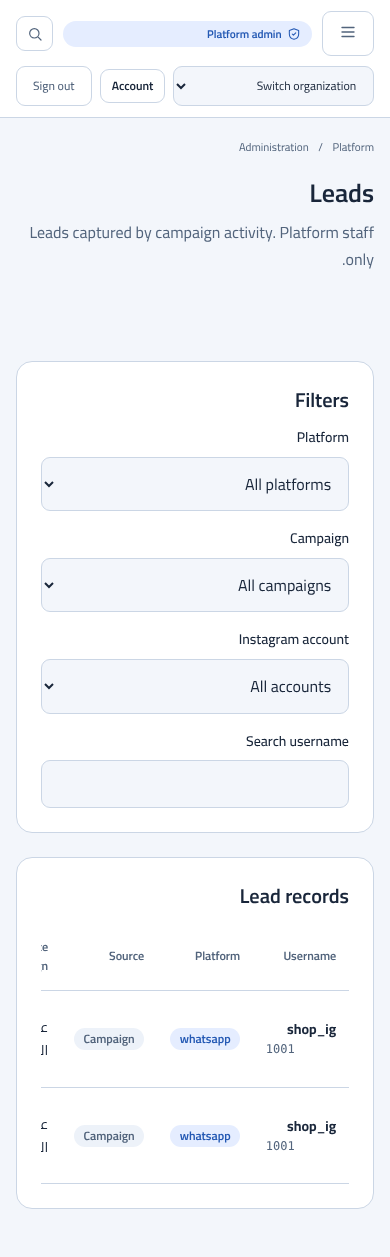 Platform admin
Switch organization
Account
Sign out
Administration / Platform
Leads
Leads captured by campaign activity. Platform staff
only.
Filters
Platform
All platforms
Campaign
All campaigns
Instagram account
All accounts
Search username
Lead records
Username Platform Source
shop_ig whatsapp Campaign
1001
shop_ig whatsapp Campaign
1001